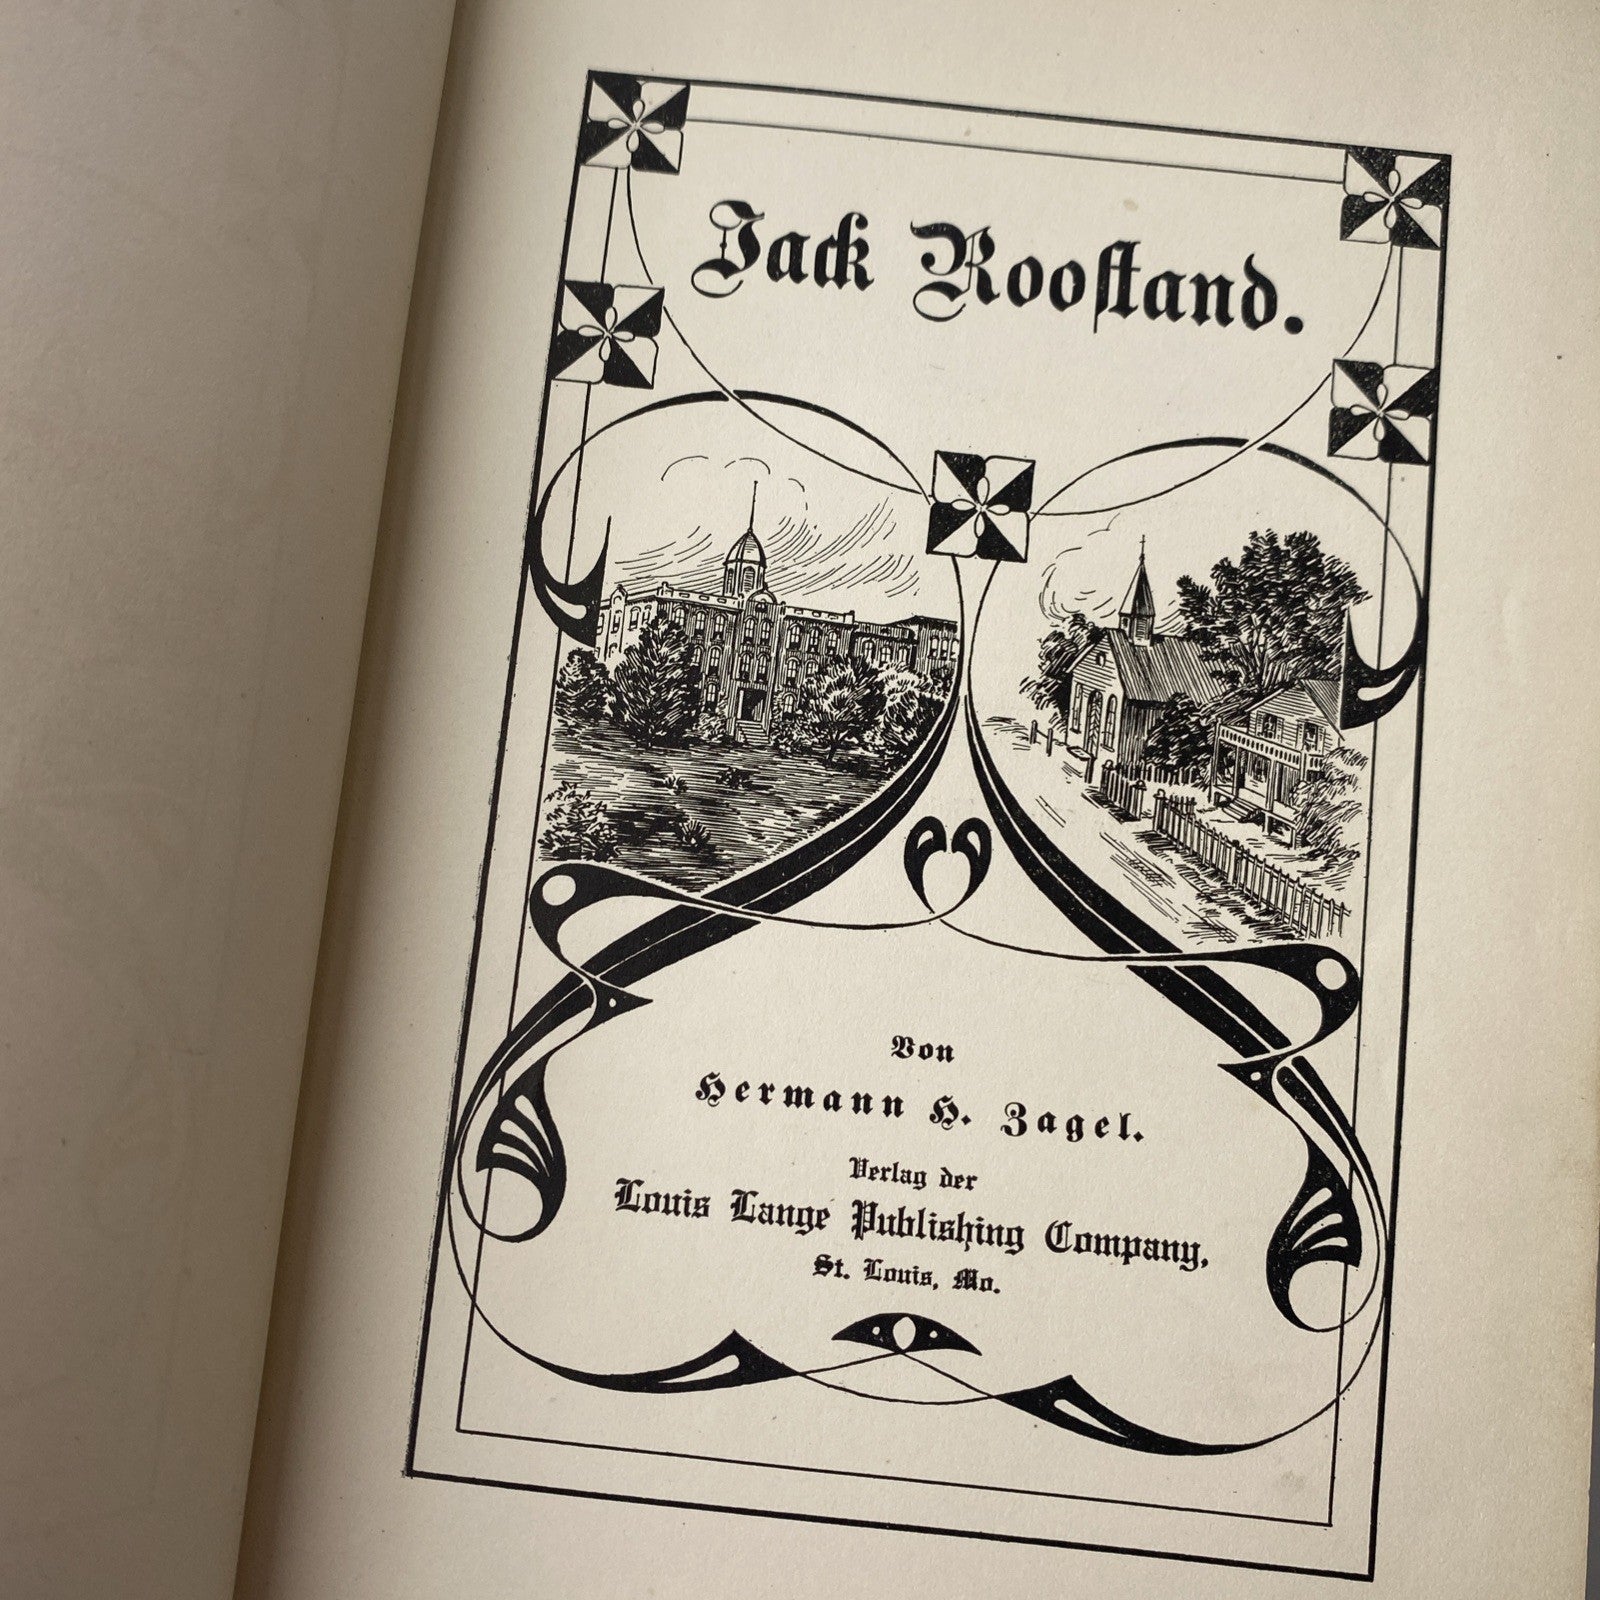 Jack Roostand.
Von
Hermann H. Zagel.
Verlag der
Louis Lange Publishing Company,
St. Louis, Mo.